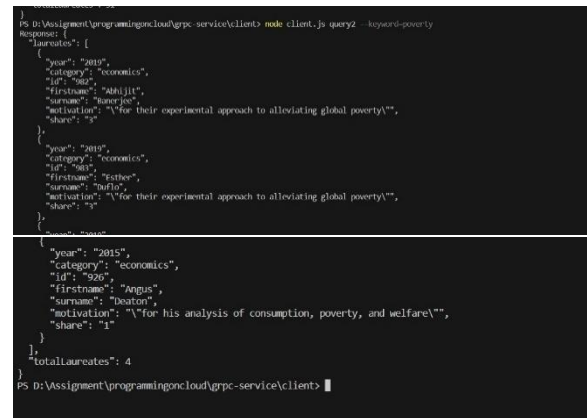 "totalLaureates": 31
}
PS D:\Assignment\programmingoncloud\grpc-service\client> node client.js query2 --keyword=poverty
Response: {
"laureates": [
{
"year": "2019",
"category": "economics",
"id": "982",
"firstname": "Abhijit",
"surname": "Banerjee",
"motivation": "\"for their experimental approach to alleviating global poverty\"",
"share": "3"
},
{
"year": "2019",
"category": "economics",
"id": "983",
"firstname": "Esther",
"surname": "Duflo",
"motivation": "\"for their experimental approach to alleviating global poverty\"",
"share": "3"
},
{
"year": "2019",
{
"year": "2015",
"category": "economics",
"id": "926",
"firstname": "Angus",
"surname": "Deaton",
"motivation": "\"for his analysis of consumption, poverty, and welfare\"",
"share": "1"
}
],
"totalLaureates": 4
}
PS D:\Assignment\programmingoncloud\grpc-service\client>